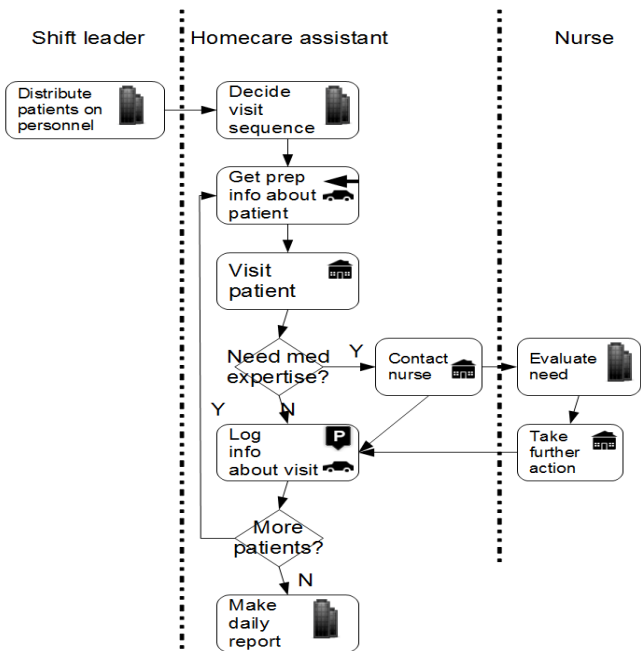 Shift leader
Homecare assistant
Nurse
Distribute
patients on
personnel
Decide
visit
sequence
Get prep
info about
patient
Visit
patient
Need med
expertise?
Y
Contact
nurse
Evaluate
need
Y
N
Log
info
about visit
P
Take
further
action
More
patients?
N
Make
daily
report